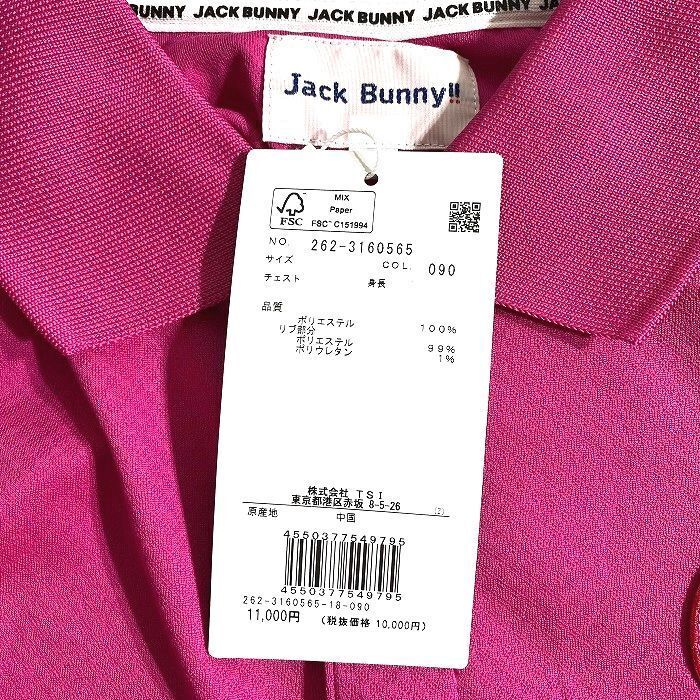 JACK BUNNY JACK BUNNY JACK BUNNY JACK BUNNY
Jack Bunny!!
MIX
Paper
FSC
FSC™ C151994
NO. 262-3160565
サイズ COL. 090
チェスト 身長
品質
ポリエステル 100%
リブ部分
ポリエステル 99%
ポリウレタン 1%
株式会社 TSI
東京都港区赤坂 8-5-26 (2)
原産地 中国
4550377549795
4550377549795
262-3160565-18-090
11,000円 (税抜価格 10,000円)